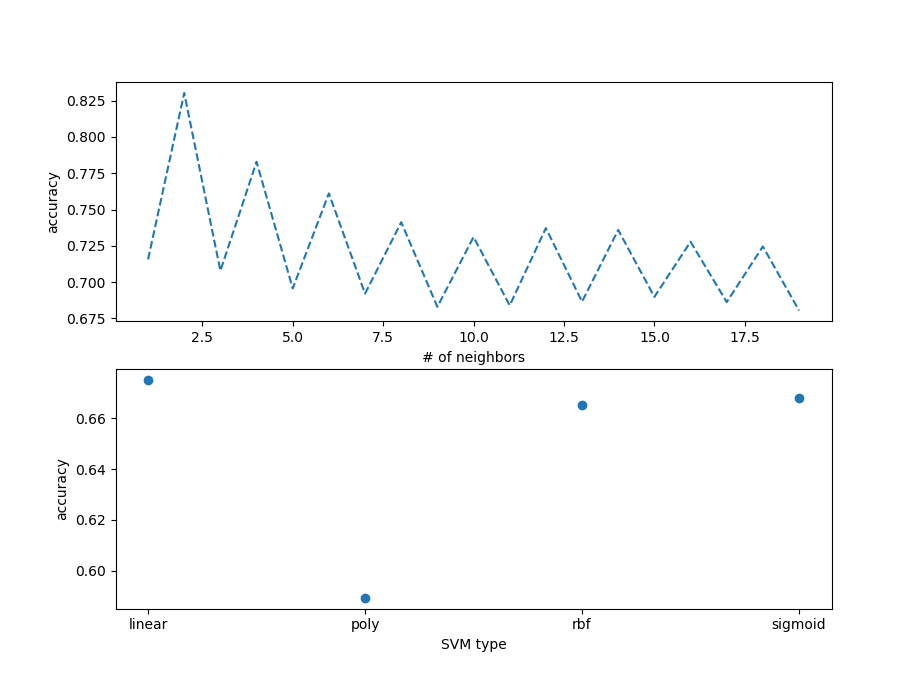 0.825
0.800
0.775
0.750
0.725
0.700
0.675
accuracy
2.5 5.0 7.5 10.0 12.5 15.0 17.5
# of neighbors
0.66
0.64
0.62
0.60
accuracy
linear poly rbf sigmoid
SVM type